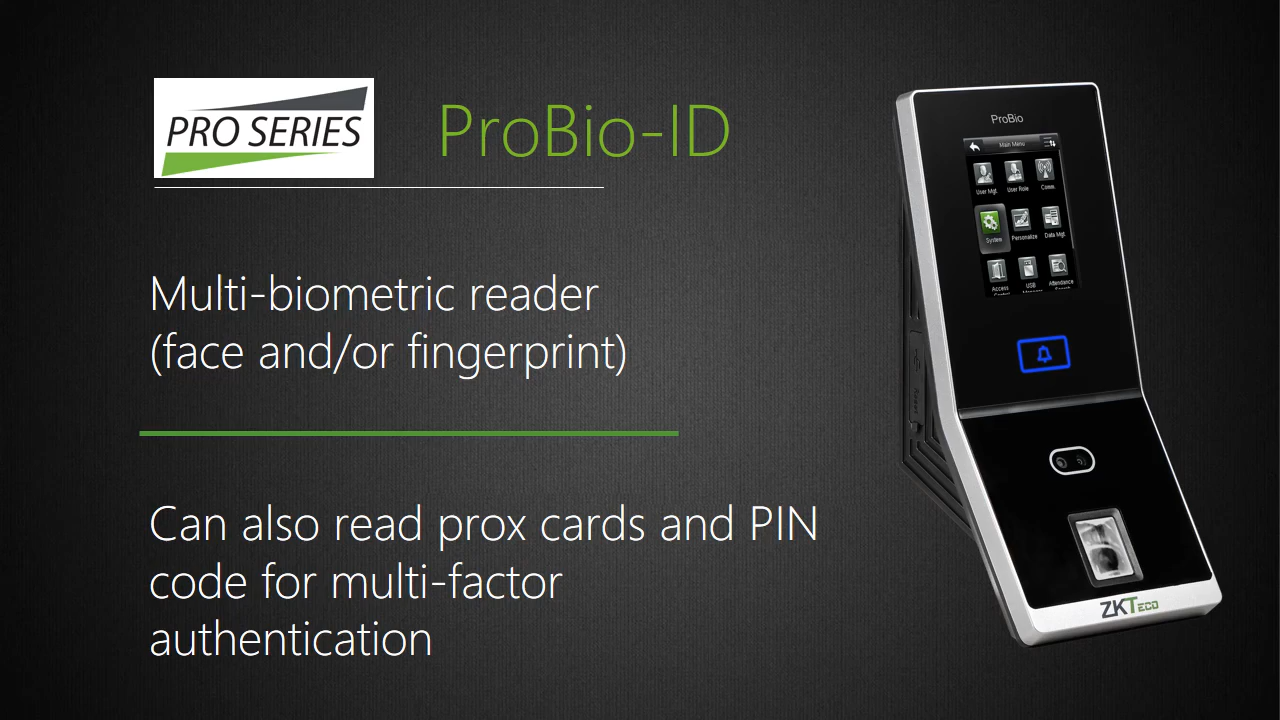 PRO SERIES
ProBio-ID
Multi-biometric reader
(face and/or fingerprint)
Can also read prox cards and PIN
code for multi-factor
authentication
ProBio
Main Menu
User Mgt.
User Role
Comm.
System
Personalize
Data Mgt.
Access
USB
Attendance
ZKTECO